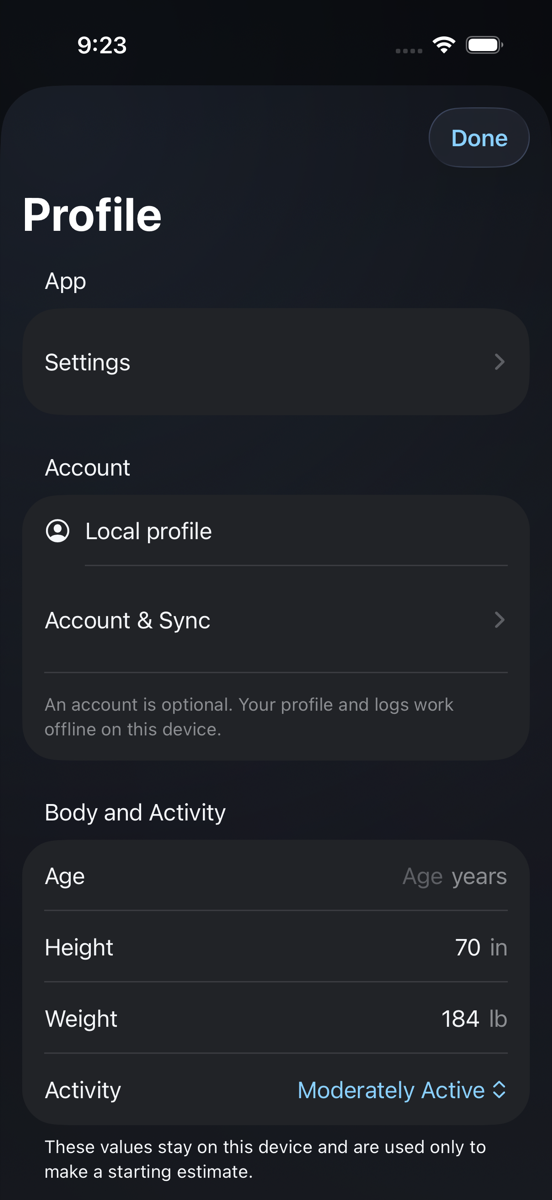 9:23
Done
Profile
App
Settings
Account
Local profile
Account & Sync
An account is optional. Your profile and logs work
offline on this device.
Body and Activity
Age Age years
Height 70 in
Weight 184 lb
Activity Moderately Active
These values stay on this device and are used only to
make a starting estimate.